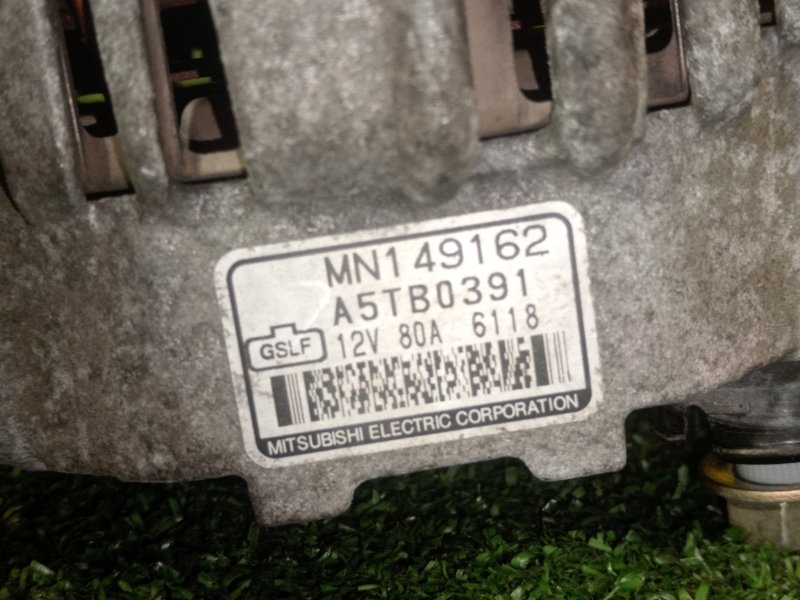 MN149162
A5TB0391
GSLF 12V 80A 6118
MITSUBISHI ELECTRIC CORPORATION